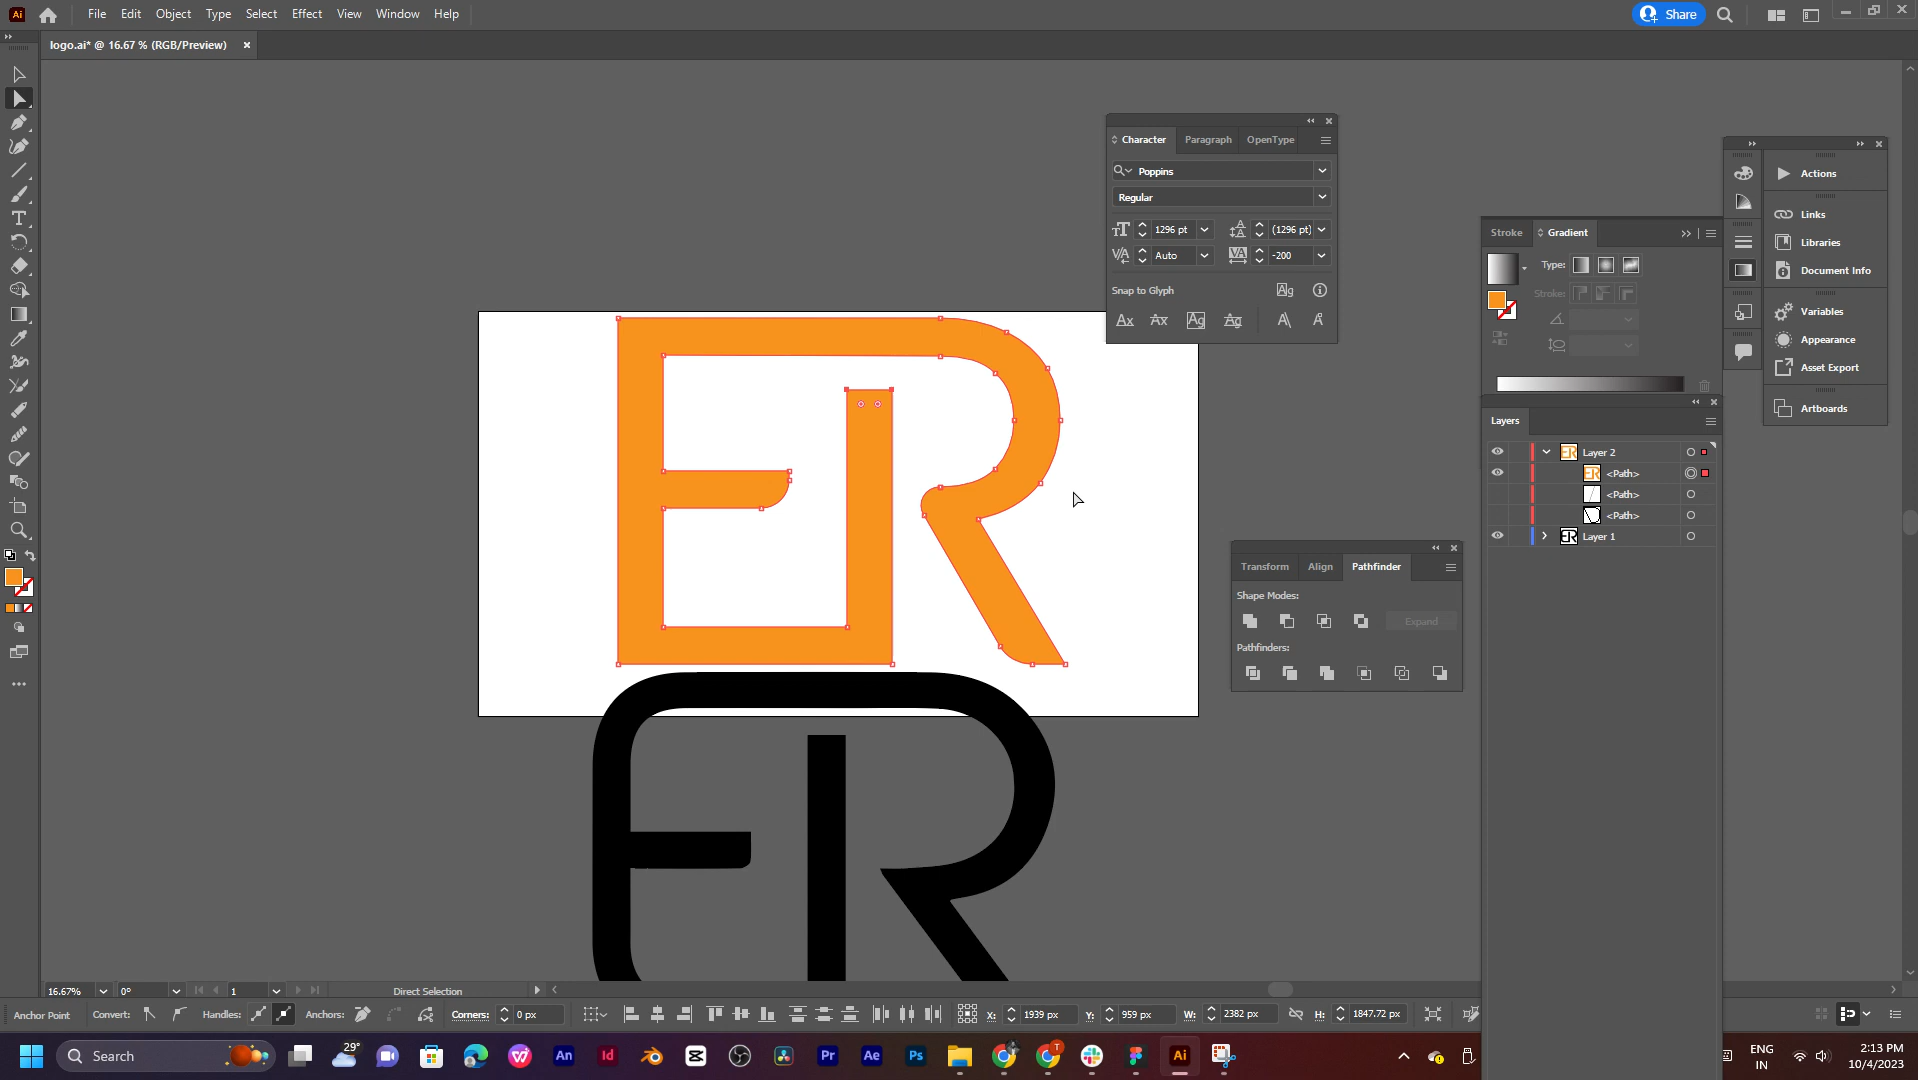 Ai File Edit Object Type Select Effect View Window Help Share
logo.ai* @ 16.67 % (RGB/Preview) ×
Character Paragraph OpenType
Poppins
Regular
1296 pt (1296 pt)
Auto -200
Snap to Glyph
Actions
Links
Libraries
Document Info
Variables
Appearance
Asset Export
Artboards
Stroke Gradient
Type:
Stroke:
Layers
Layer 2
<Path>
<Path>
<Path>
Layer 1
Transform Align Pathfinder
Shape Modes:
Expand
Pathfinders:
ER
ER
16.67% 0° 1 Direct Selection
Anchor Point Convert: Handles: Anchors: Corners: 0 px X: 1939 px Y: 959 px W: 2382 px H: 1847.72 px
Search 29° An Id Pr Ae Ps Ai ENG IN 2:13 PM 10/4/2023